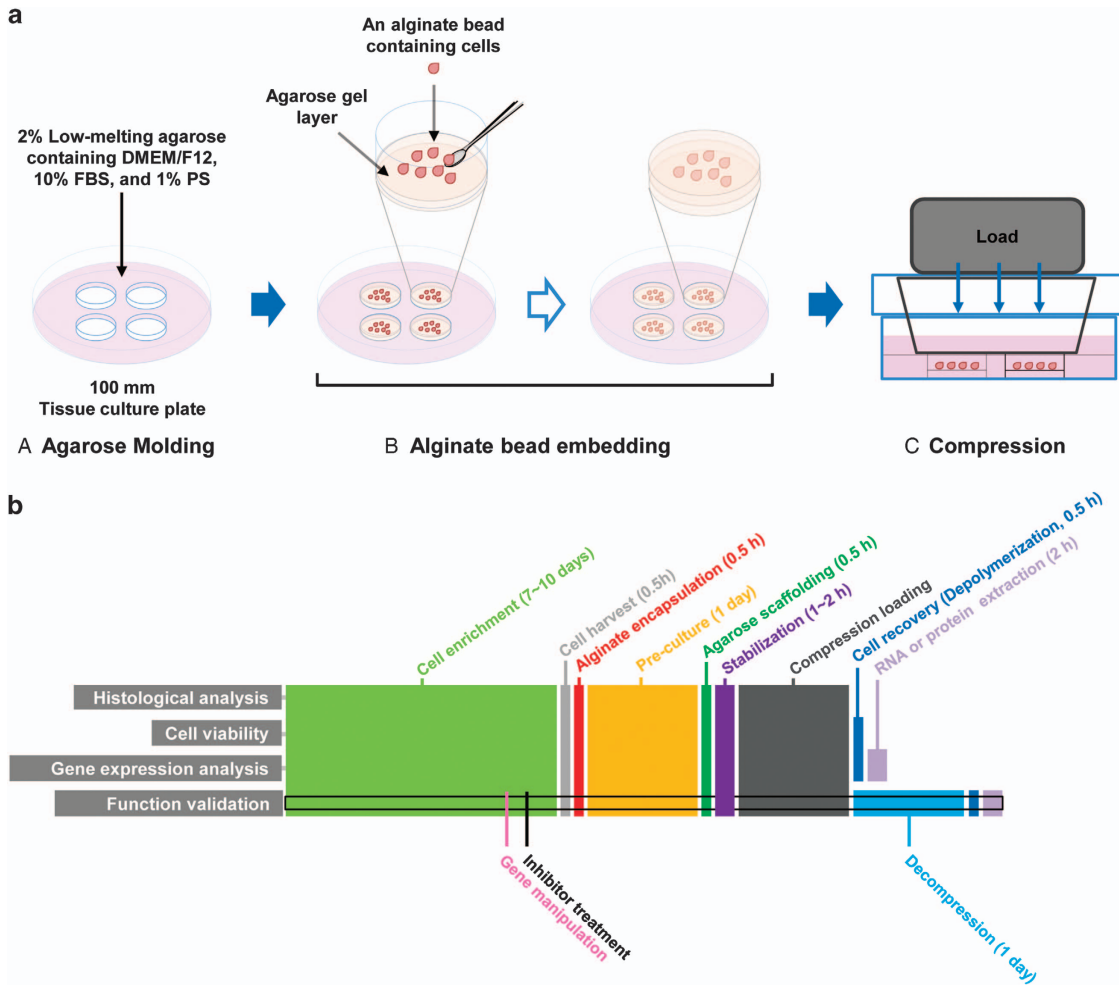 a
An alginate bead
containing cells
Agarose gel
layer
2% Low-melting agarose
containing DMEM/F12,
10% FBS, and 1% PS
Load
100 mm
Tissue culture plate
A Agarose Molding
B Alginate bead embedding
C Compression
b
Cell enrichment (7~10 days)
Cell harvest (0.5h)
Alginate encapsulation (0.5 h)
Pre-culture (1 day)
Agarose scaffolding (0.5 h)
Stabilization (1~2 h)
Compression loading
Cell recovery (Depolymerization, 0.5 h)
RNA or protein extraction (2 h)
Histological analysis
Cell viability
Gene expression analysis
Function validation
Gene manipulation
Inhibitor treatment
Decompression (1 day)